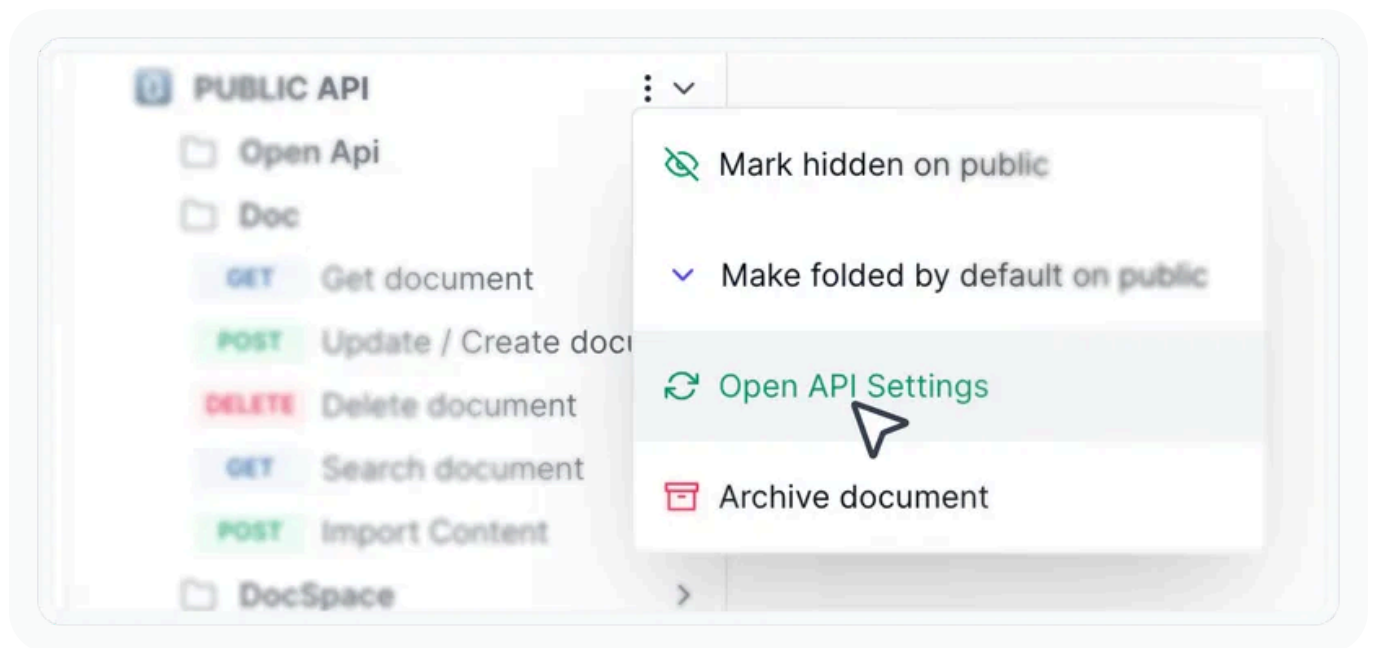 PUBLIC API
Open Api
Doc
GET Get document
POST Update / Create docu
DELETE Delete document
GET Search document
POST Import Content
DocSpace
Mark hidden on public
Make folded by default on public
Open API Settings
Archive document